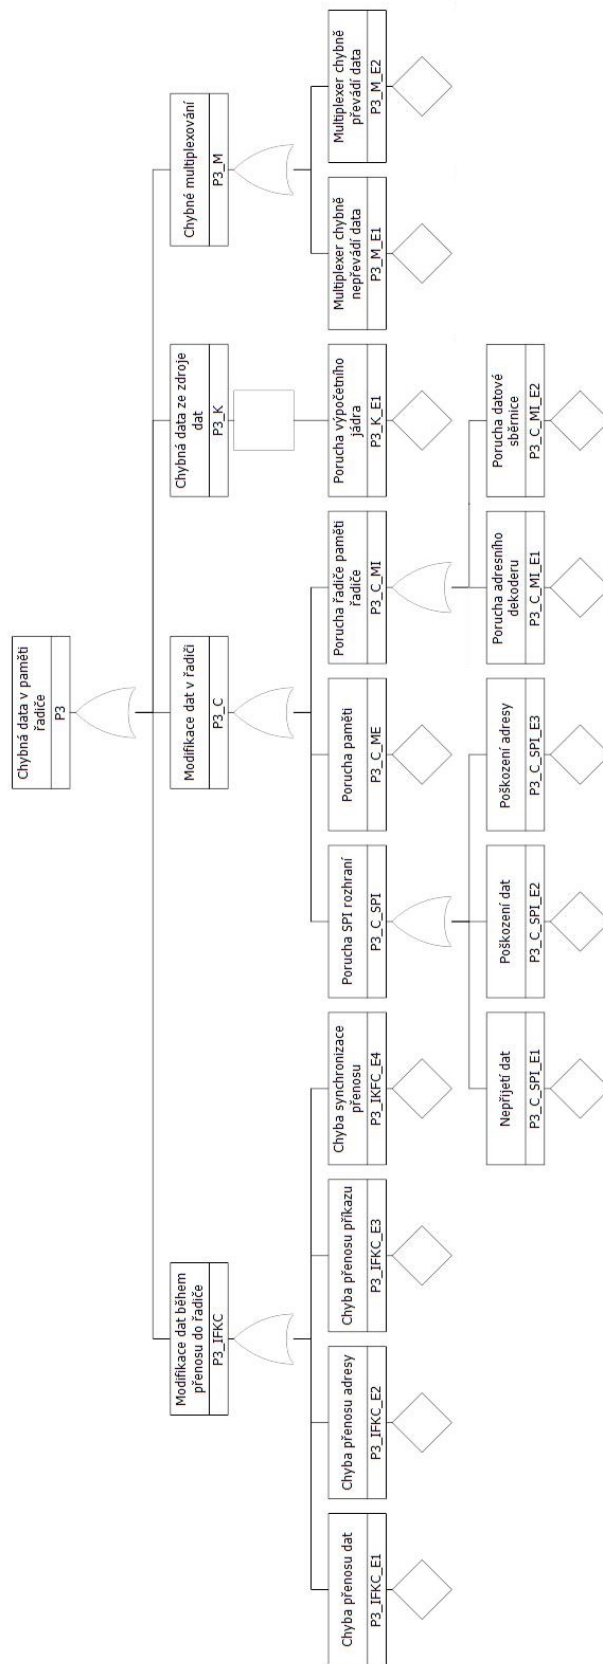 Chybná data v paměti
řadiče
P3
Modifikace dat během
přenosu do řadiče
P3_IFKC
Modifikace dat v řadiči
P3_C
Chybná data ze zdroje
dat
P3_K
Chybné multiplexování
P3_M
Chyba přenosu dat
P3_IFKC_E1
Chyba přenosu adresy
P3_IFKC_E2
Chyba přenosu příkazu
P3_IFKC_E3
Chyba synchronizace
přenosu
P3_IKFC_E4
Porucha SPI rozhraní
P3_C_SPI
Porucha paměti
P3_C_ME
Porucha řadiče paměti
řadiče
P3_C_MI
Porucha výpočetního
jádra
P3_K_E1
Multiplexer chybně
nepřevádí data
P3_M_E1
Multiplexer chybně
převádí data
P3_M_E2
Nepřijetí dat
P3_C_SPI_E1
Poškození dat
P3_C_SPI_E2
Poškození adresy
P3_C_SPI_E3
Porucha adresního
dekoderu
P3_C_MI_E1
Porucha datové
sběrnice
P3_C_MI_E2